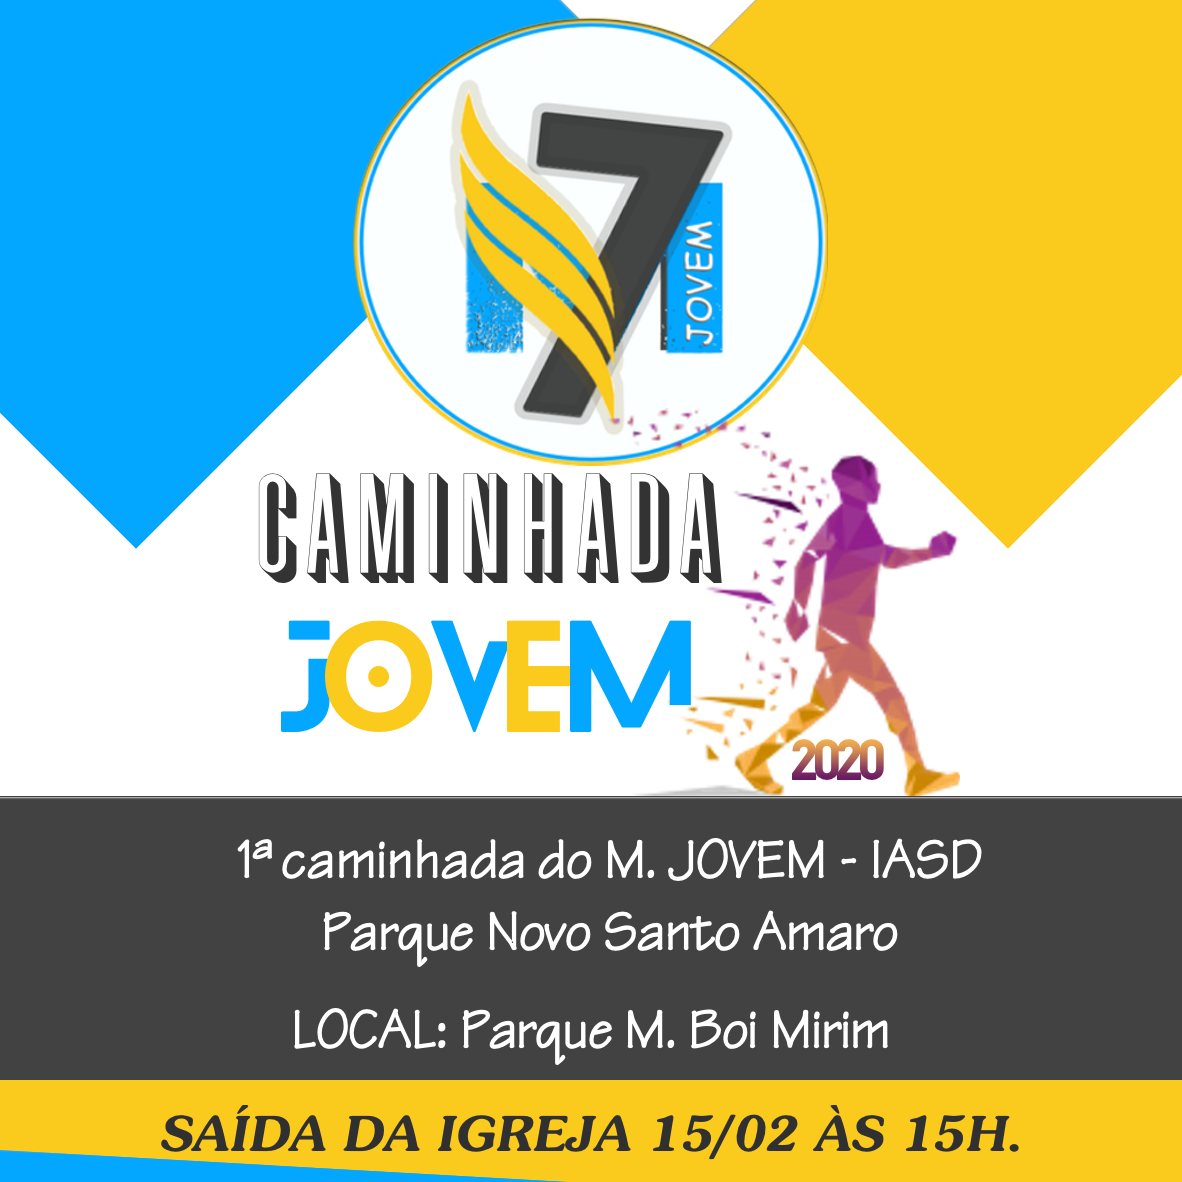 7
JOVEM
CAMINHADA
JOVEM
2020
1ª caminhada do M. JOVEM - IASD
Parque Novo Santo Amaro
LOCAL: Parque M. Boi Mirim
SAÍDA DA IGREJA 15/02 ÀS 15H.